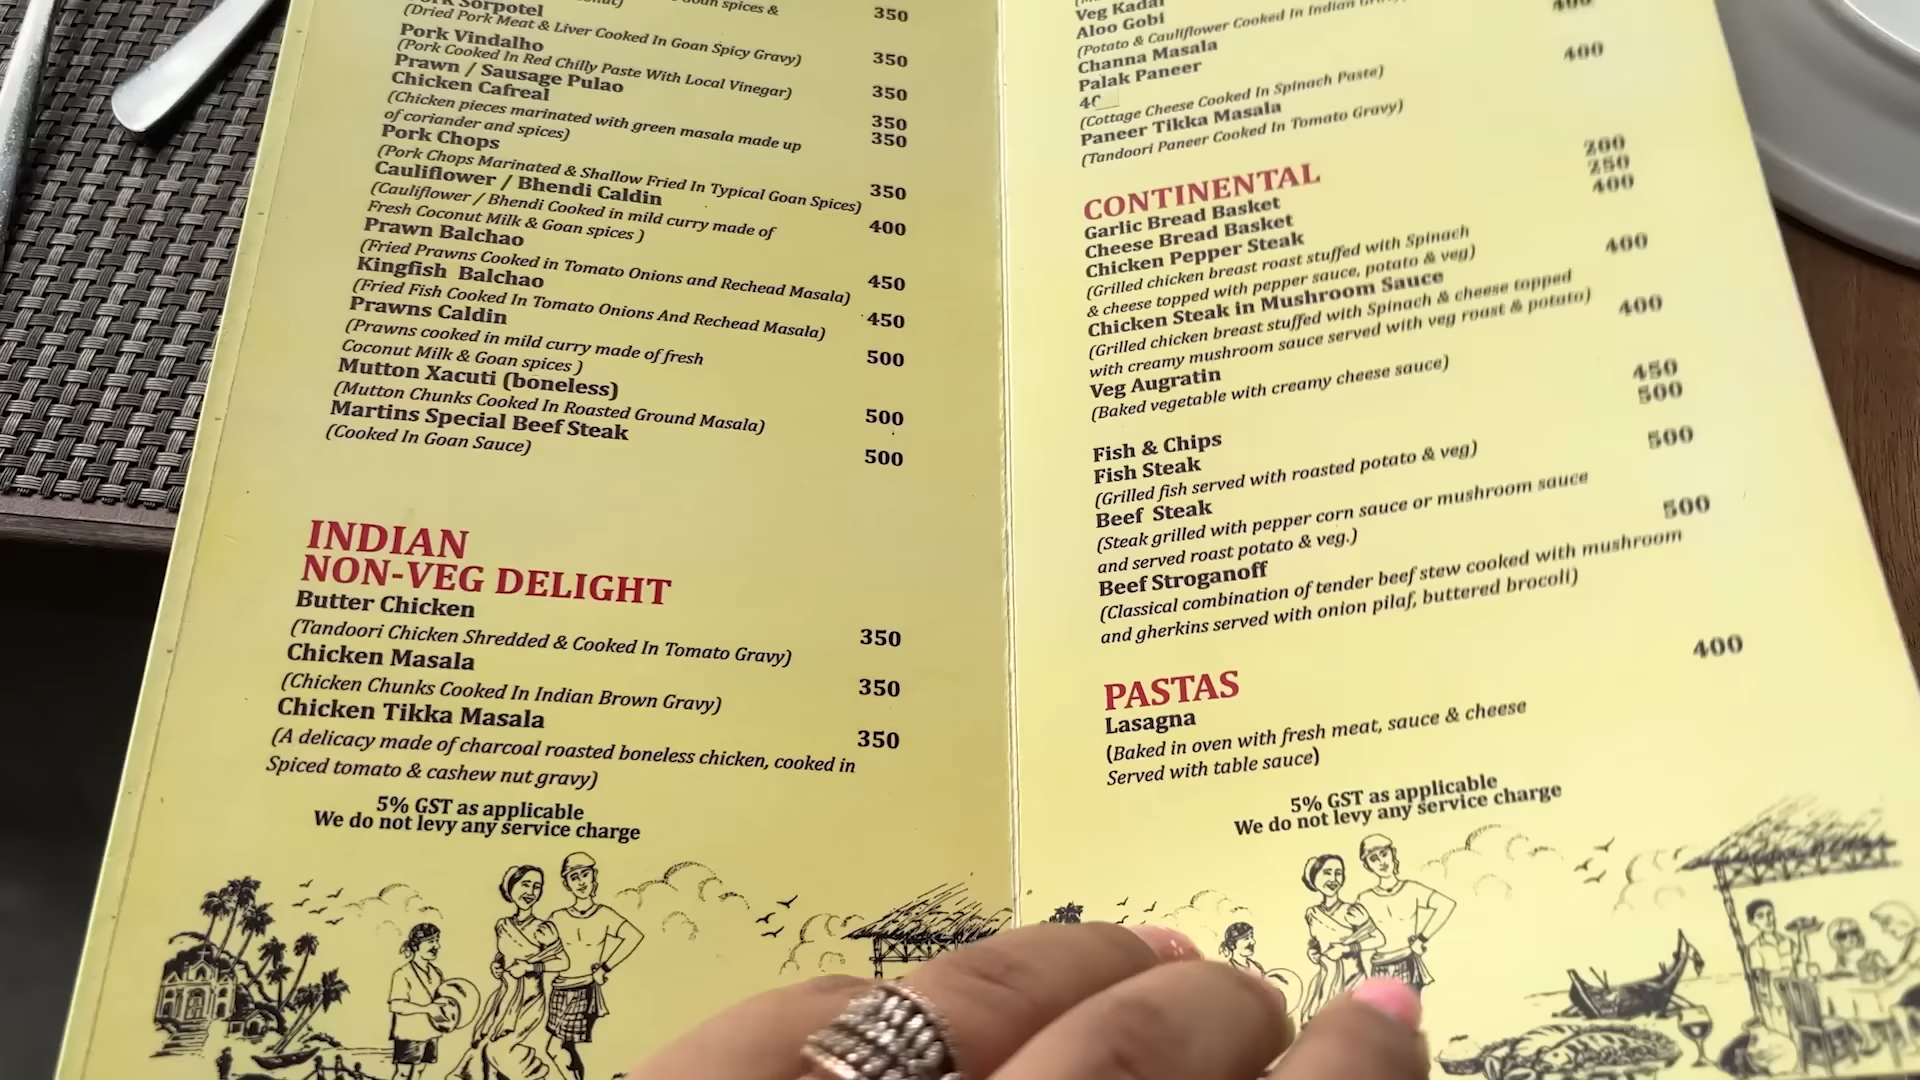 Goan spices &
350
Pork Sorpotel
(Dried Pork Meat & Liver Cooked In Goan Spicy Gravy)
350
Pork Vindalho
(Pork Cooked In Red Chilly Paste With Local Vinegar)
350
Prawn / Sausage Pulao
350
Chicken Cafreal
350
(Chicken pieces marinated with green masala made up
of coriander and spices)
Pork Chops
350
(Pork Chops Marinated & Shallow Fried In Typical Goan Spices)
Cauliflower / Bhendi Caldin
400
(Cauliflower / Bhendi Cooked in mild curry made of
Fresh Coconut Milk & Goan spices )
Prawn Balchao
450
(Fried Prawns Cooked in Tomato Onions and Rechead Masala)
Kingfish Balchao
450
(Fried Fish Cooked In Tomato Onions And Rechead Masala)
Prawns Caldin
500
(Prawns cooked in mild curry made of fresh
Coconut Milk & Goan spices )
Mutton Xacuti (boneless)
500
(Mutton Chunks Cooked In Roasted Ground Masala)
Martins Special Beef Steak
500
(Cooked In Goan Sauce)
INDIAN
NON-VEG DELIGHT
Butter Chicken
350
(Tandoori Chicken Shredded & Cooked In Tomato Gravy)
Chicken Masala
350
(Chicken Chunks Cooked In Indian Brown Gravy)
Chicken Tikka Masala
350
(A delicacy made of charcoal roasted boneless chicken, cooked in
Spiced tomato & cashew nut gravy)
5% GST as applicable
We do not levy any service charge
Veg Kadai
Aloo Gobi
400
(Potato & Cauliflower Cooked In Indian Gravy)
Channa Masala
Palak Paneer
400
(Cottage Cheese Cooked In Spinach Paste)
Paneer Tikka Masala
(Tandoori Paneer Cooked In Tomato Gravy)
CONTINENTAL
Garlic Bread Basket
200
Cheese Bread Basket
250
Chicken Pepper Steak
400
(Grilled chicken breast roast stuffed with Spinach
& cheese topped with pepper sauce, potato & veg)
Chicken Steak in Mushroom Sauce
400
(Grilled chicken breast stuffed with Spinach & cheese topped
with creamy mushroom sauce served with veg roast & potato)
Veg Augratin
400
(Baked vegetable with creamy cheese sauce)
Fish & Chips
450
Fish Steak
500
(Grilled fish served with roasted potato & veg)
Beef Steak
500
(Steak grilled with pepper corn sauce or mushroom sauce
and served roast potato & veg.)
Beef Stroganoff
500
(Classical combination of tender beef stew cooked with mushroom
and gherkins served with onion pilaf, buttered brocoli)
PASTAS
Lasagna
400
(Baked in oven with fresh meat, sauce & cheese
Served with table sauce)
5% GST as applicable
We do not levy any service charge